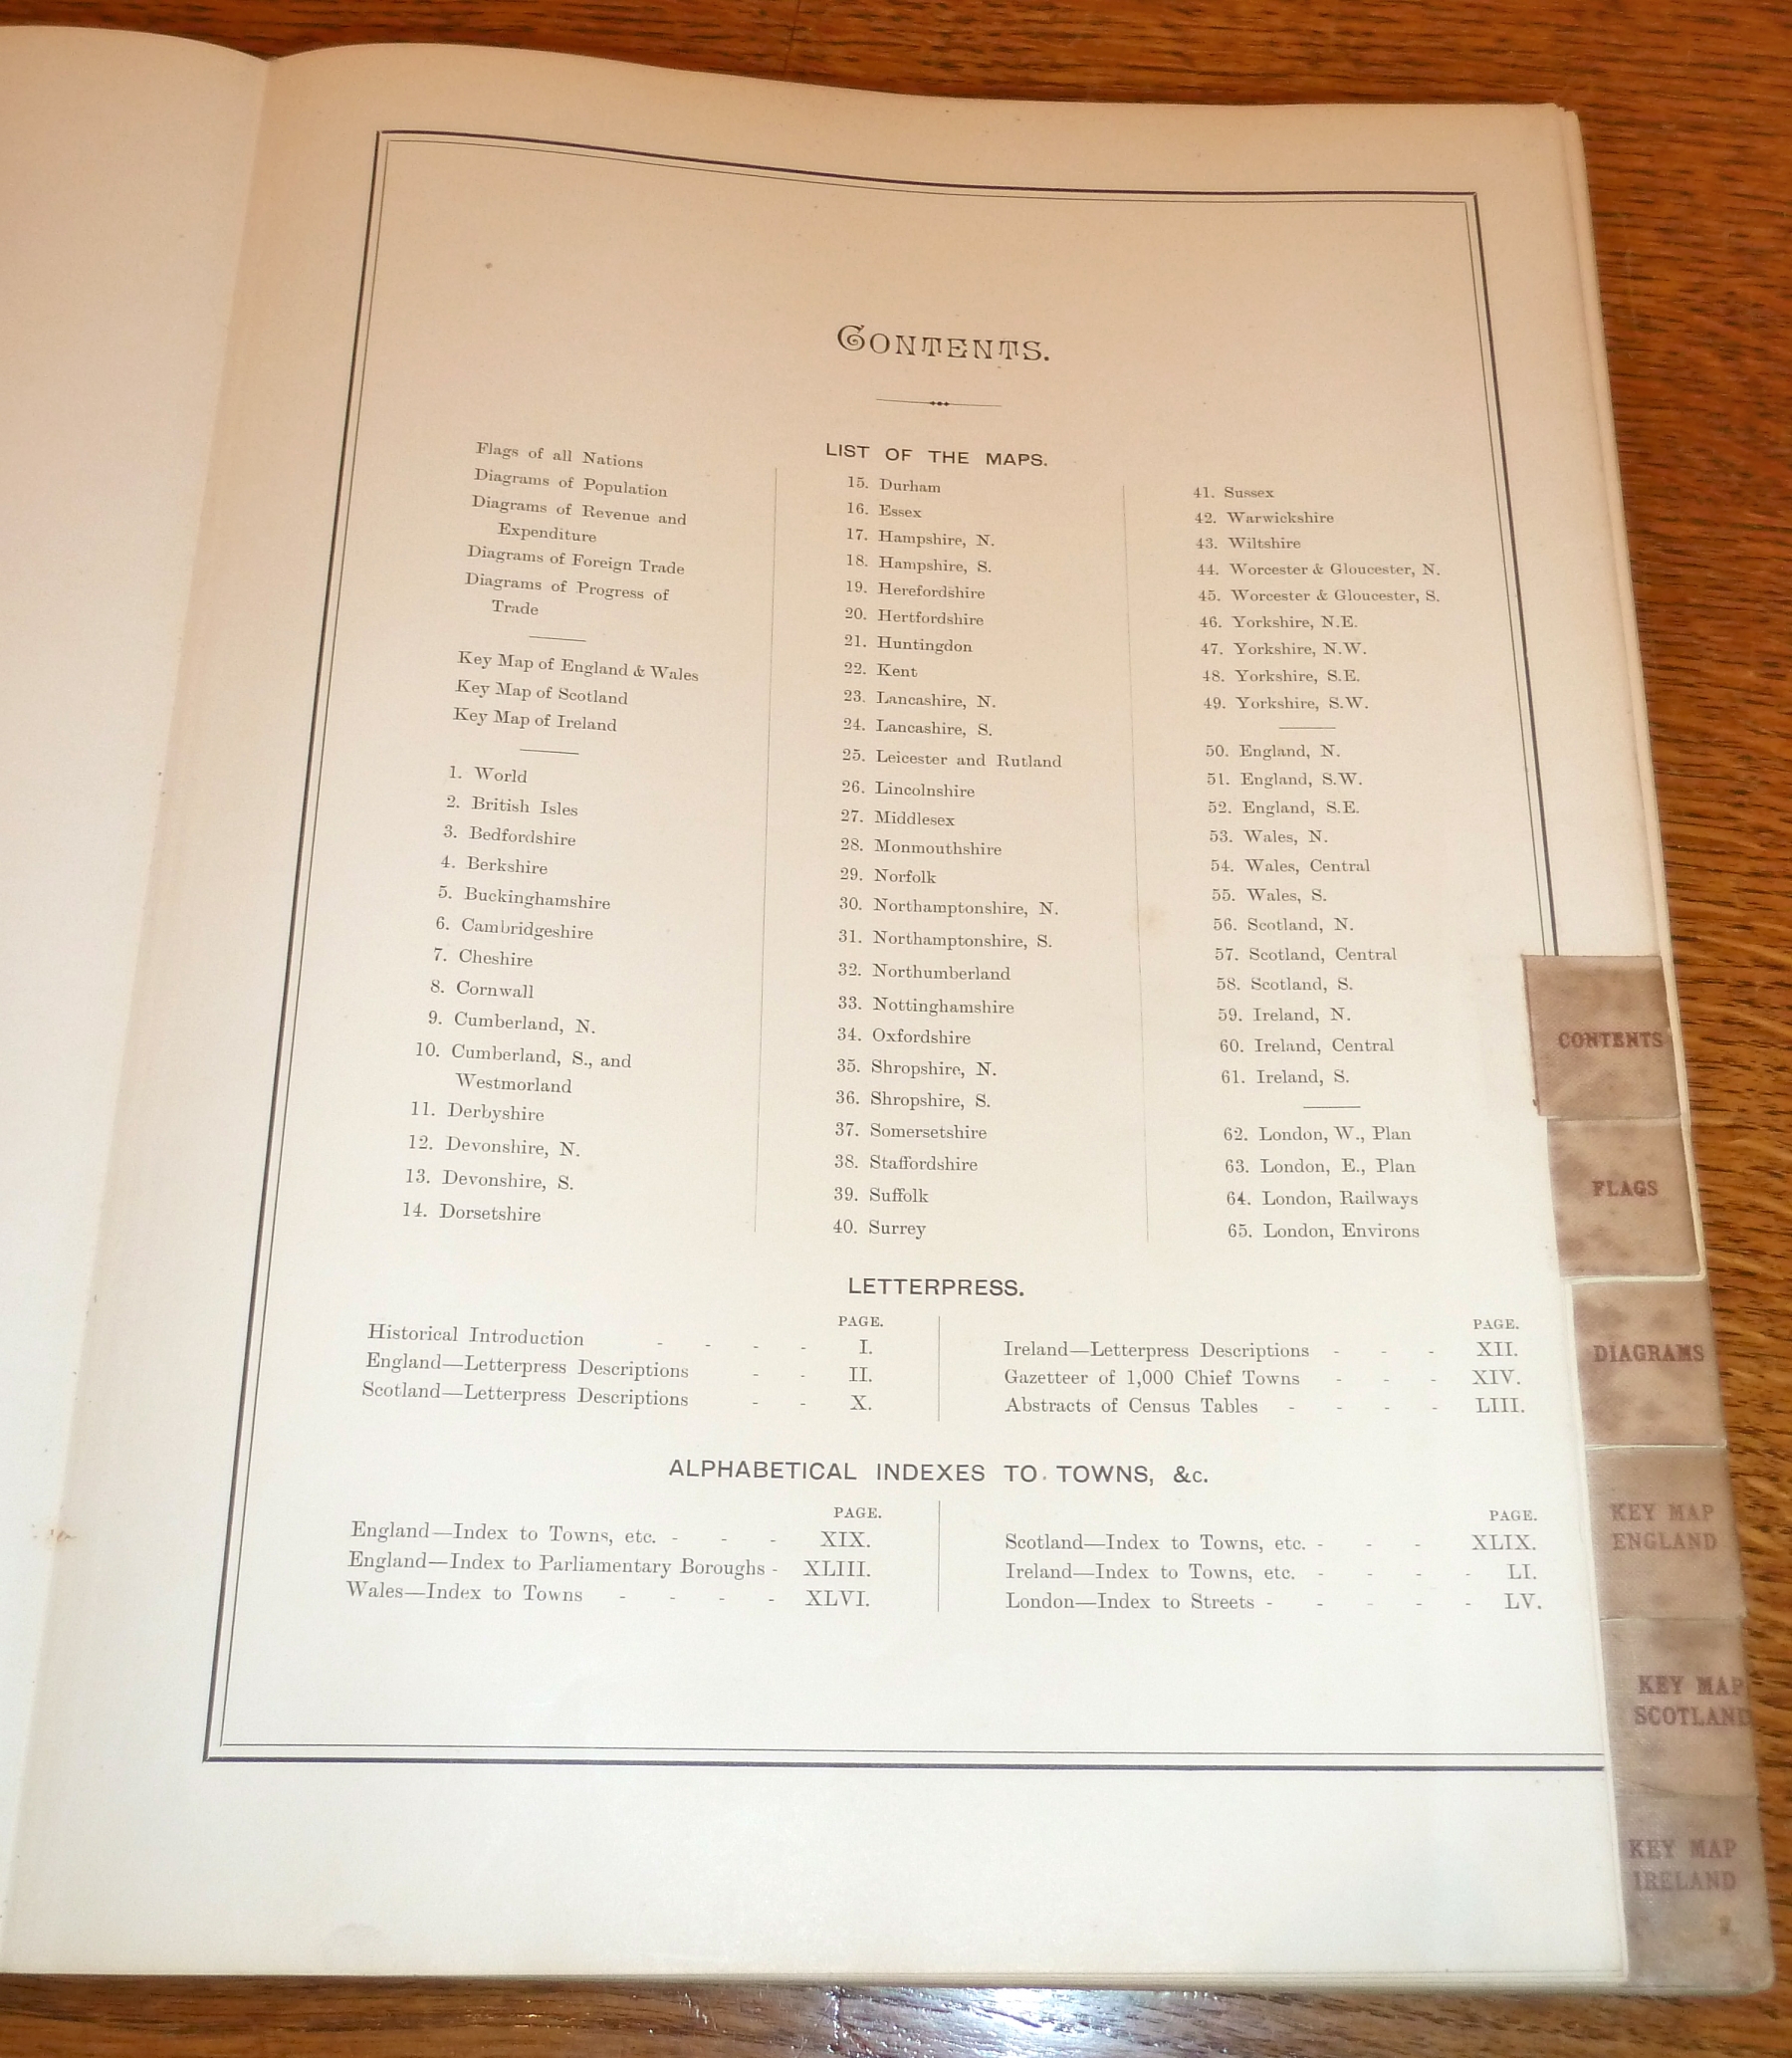 CONTENTS.
LIST OF THE MAPS.
Flags of all Nations
Diagrams of Population
Diagrams of Revenue and
Expenditure
Diagrams of Foreign Trade
Diagrams of Progress of
Trade
Key Map of England & Wales
Key Map of Scotland
Key Map of Ireland
1. World
2. British Isles
3. Bedfordshire
4. Berkshire
5. Buckinghamshire
6. Cambridgeshire
7. Cheshire
8. Cornwall
9. Cumberland, N.
10. Cumberland, S., and
Westmorland
11. Derbyshire
12. Devonshire, N.
13. Devonshire, S.
14. Dorsetshire
15. Durham
16. Essex
17. Hampshire, N.
18. Hampshire, S.
19. Herefordshire
20. Hertfordshire
21. Huntingdon
22. Kent
23. Lancashire, N.
24. Lancashire, S.
25. Leicester and Rutland
26. Lincolnshire
27. Middlesex
28. Monmouthshire
29. Norfolk
30. Northamptonshire, N.
31. Northamptonshire, S.
32. Northumberland
33. Nottinghamshire
34. Oxfordshire
35. Shropshire, N.
36. Shropshire, S.
37. Somersetshire
38. Staffordshire
39. Suffolk
40. Surrey
41. Sussex
42. Warwickshire
43. Wiltshire
44. Worcester & Gloucester, N.
45. Worcester & Gloucester, S.
46. Yorkshire, N.E.
47. Yorkshire, N.W.
48. Yorkshire, S.E.
49. Yorkshire, S.W.
50. England, N.
51. England, S.W.
52. England, S.E.
53. Wales, N.
54. Wales, Central
55. Wales, S.
56. Scotland, N.
57. Scotland, Central
58. Scotland, S.
59. Ireland, N.
60. Ireland, Central
61. Ireland, S.
62. London, W., Plan
63. London, E., Plan
64. London, Railways
65. London, Environs
LETTERPRESS.
PAGE.
Historical Introduction - - - - I.
England—Letterpress Descriptions - - II.
Scotland—Letterpress Descriptions - - X.
PAGE.
Ireland—Letterpress Descriptions - - - XII.
Gazetteer of 1,000 Chief Towns - - - XIV.
Abstracts of Census Tables - - - - LIII.
ALPHABETICAL INDEXES TO TOWNS, &c.
PAGE.
England—Index to Towns, etc. - - - XIX.
England—Index to Parliamentary Boroughs - XLIII.
Wales—Index to Towns - - - - XLVI.
PAGE.
Scotland—Index to Towns, etc. - - - XLIX.
Ireland—Index to Towns, etc. - - - - LI.
London—Index to Streets - - - - - LV.
CONTENTS
FLAGS
DIAGRAMS
KEY MAP
ENGLAND
KEY MAP
SCOTLAND
KEY MAP
IRELAND